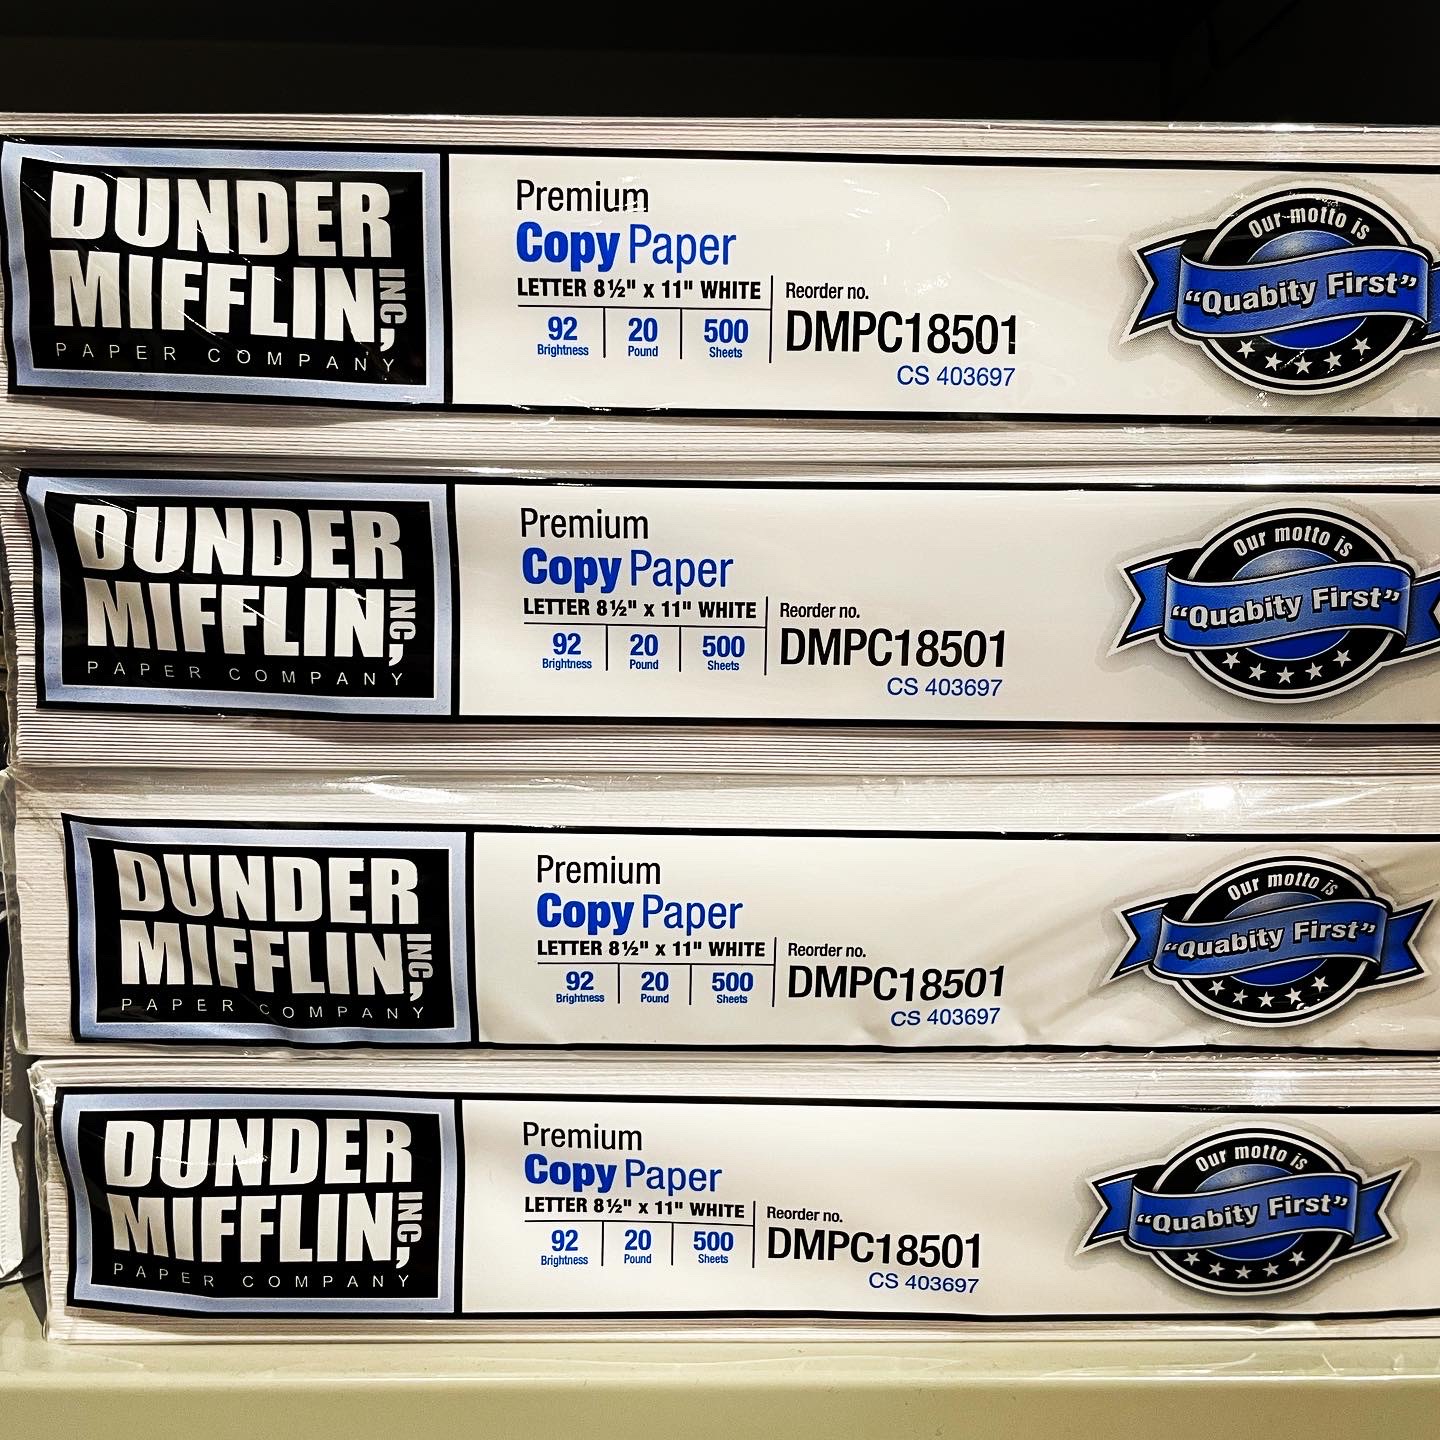 DUNDER
MIFFLIN, INC,
PAPER COMPANY
Premium
Copy Paper
LETTER 8½" x 11" WHITE
92 20 500
Brightness Pound Sheets
Reorder no.
DMPC18501
CS 403697
Our motto is
“Quabity First”
DUNDER
MIFFLIN, INC,
PAPER COMPANY
Premium
Copy Paper
LETTER 8½" x 11" WHITE
92 20 500
Brightness Pound Sheets
Reorder no.
DMPC18501
CS 403697
Our motto is
“Quabity First”
DUNDER
MIFFLIN, INC,
PAPER COMPANY
Premium
Copy Paper
LETTER 8½" x 11" WHITE
92 20 500
Brightness Pound Sheets
Reorder no.
DMPC18501
CS 403697
Our motto is
“Quabity First”
DUNDER
MIFFLIN, INC,
PAPER COMPANY
Premium
Copy Paper
LETTER 8½" x 11" WHITE
92 20 500
Brightness Pound Sheets
Reorder no.
DMPC18501
CS 403697
Our motto is
“Quabity First”